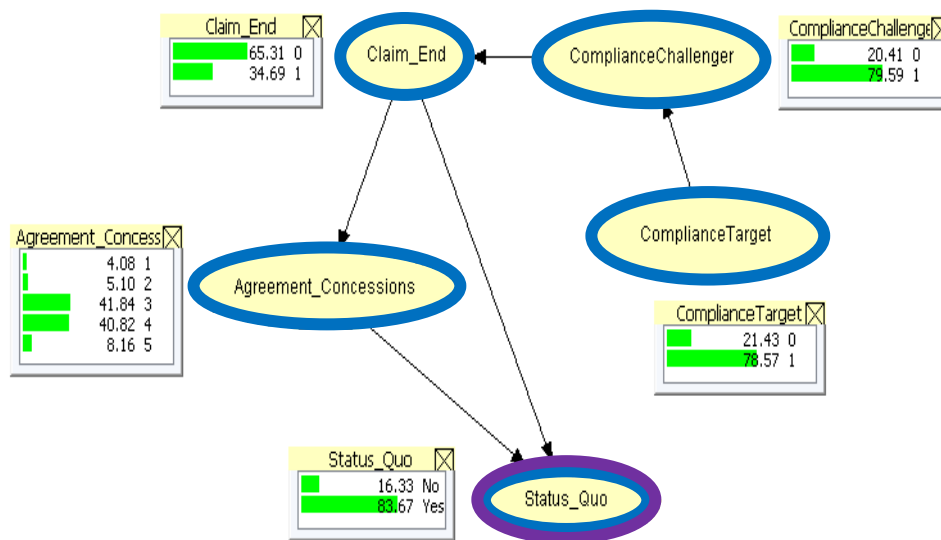 Claim_End
65.31 0
34.69 1
Claim_End
ComplianceChallenger
ComplianceChallenge
20.41 0
79.59 1
ComplianceTarget
Agreement_Concess
4.08 1
5.10 2
41.84 3
40.82 4
8.16 5
Agreement_Concessions
ComplianceTarget
21.43 0
78.57 1
Status_Quo
16.33 No
83.67 Yes
Status_Quo